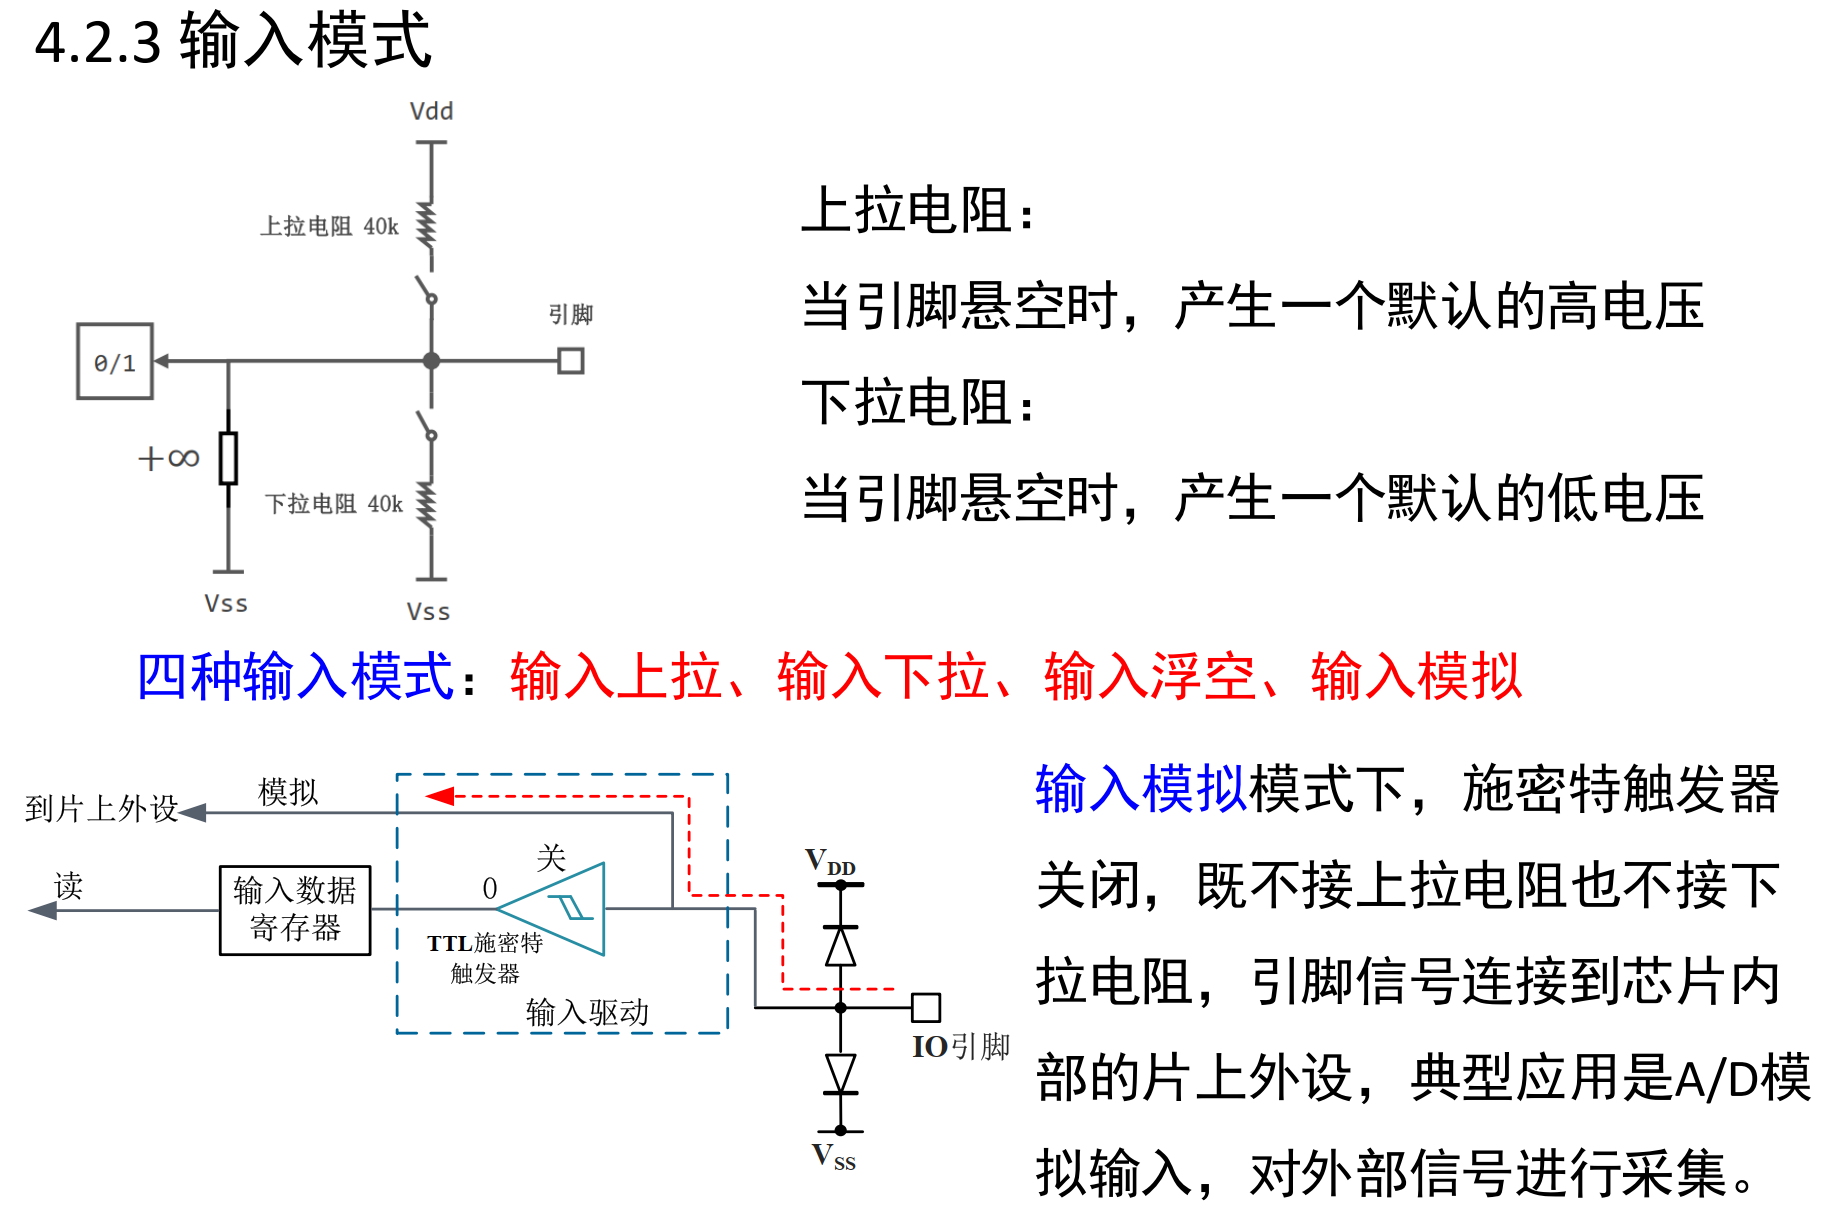 4.2.3 输入模式
Vdd
上拉电阻 40k
引脚
0/1
+∞
下拉电阻 40k
Vss
Vss
上拉电阻：
当引脚悬空时，产生一个默认的高电压
下拉电阻：
当引脚悬空时，产生一个默认的低电压
四种输入模式：输入上拉、输入下拉、输入浮空、输入模拟
到片上外设
模拟
读
输入数据
寄存器
0
关
TTL施密特
触发器
输入驱动
VDD
IO引脚
VSS
输入模拟模式下，施密特触发器
关闭，既不接上拉电阻也不接下
拉电阻，引脚信号连接到芯片内
部的片上外设，典型应用是A/D模
拟输入，对外部信号进行采集。